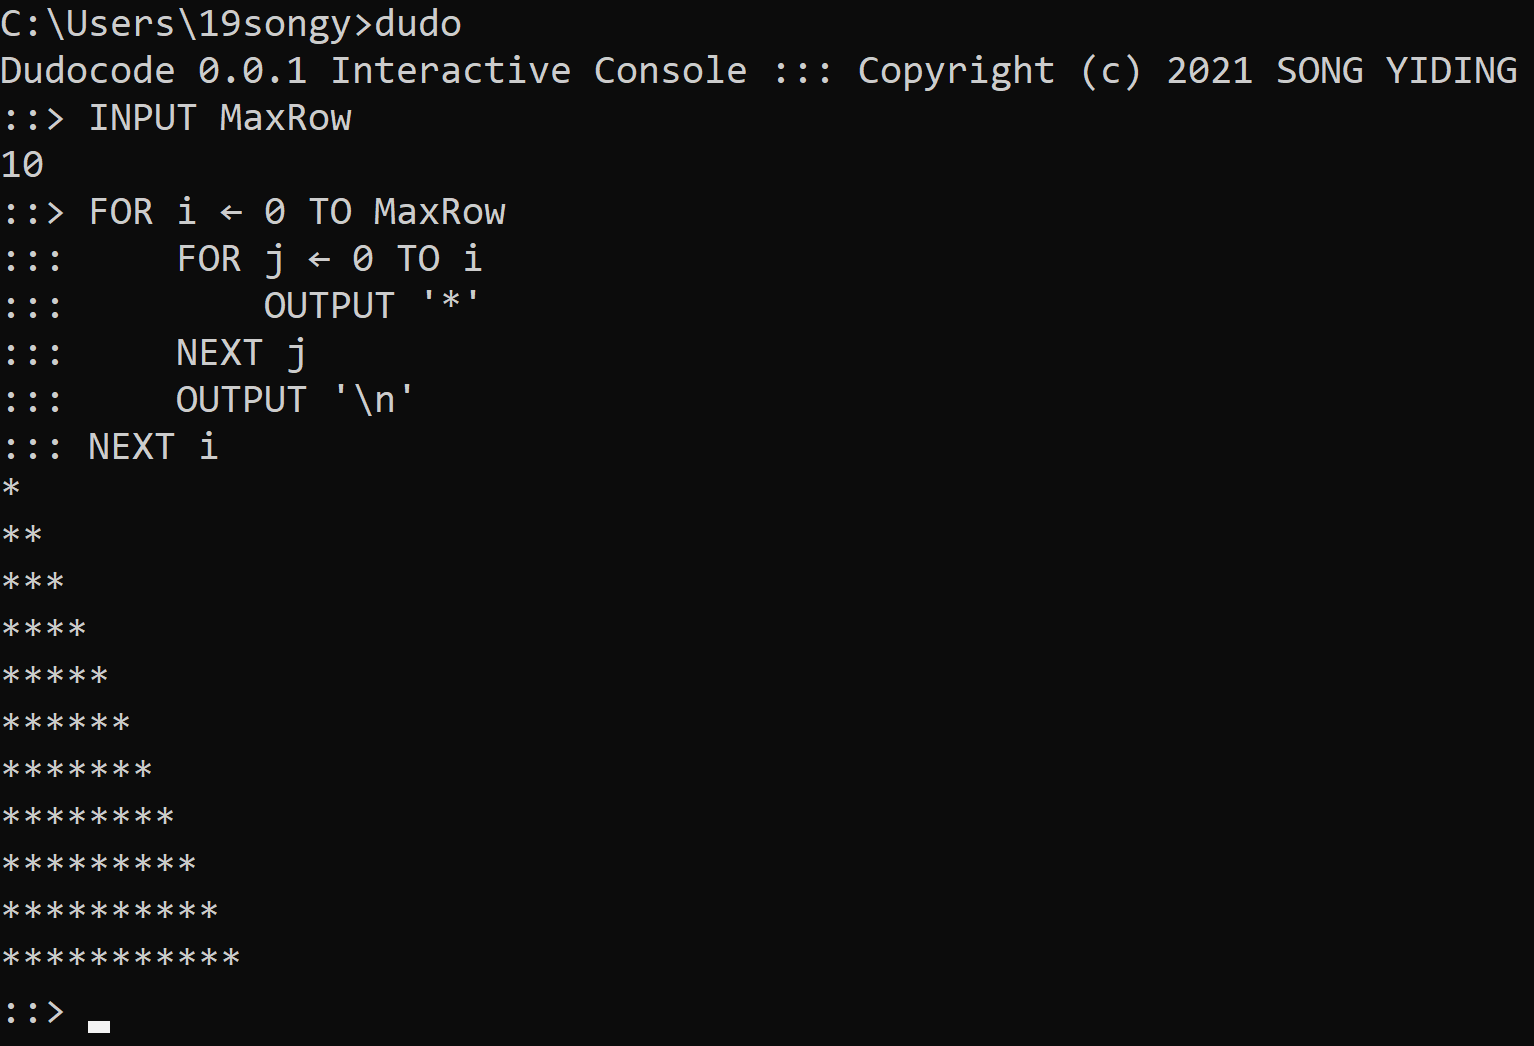 C:\Users\19songy>dudo
Dudocode 0.0.1 Interactive Console ::: Copyright (c) 2021 SONG YIDING
::> INPUT MaxRow
10
::> FOR i ← 0 TO MaxRow
:::     FOR j ← 0 TO i
:::         OUTPUT '*'
:::     NEXT j
:::     OUTPUT '\n'
::: NEXT i
*
**
***
****
*****
******
*******
********
*********
**********
***********
::> _